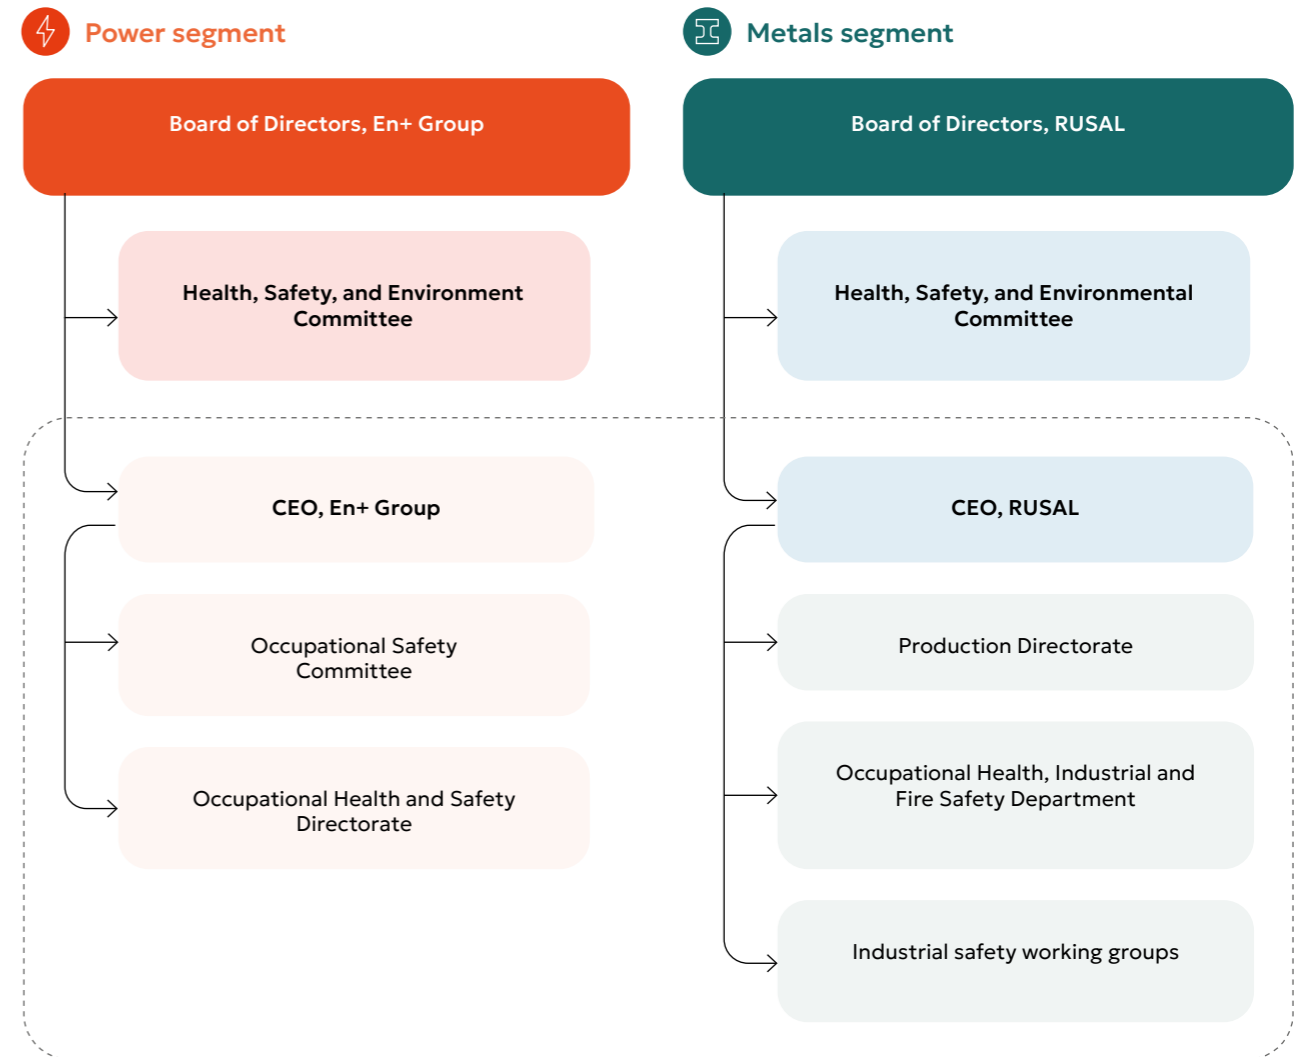 Power segment
Board of Directors, En+ Group
Health, Safety, and Environment
Committee
CEO, En+ Group
Occupational Safety
Committee
Occupational Health and Safety
Directorate
Metals segment
Board of Directors, RUSAL
Health, Safety, and Environmental
Committee
CEO, RUSAL
Production Directorate
Occupational Health, Industrial and
Fire Safety Department
Industrial safety working groups